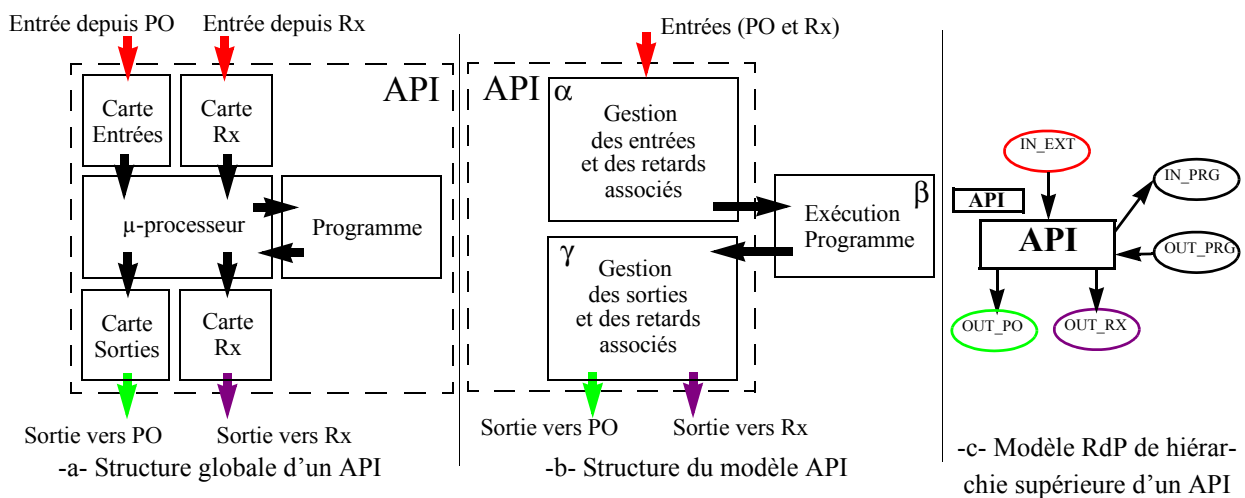 Entrée depuis PO
Entrée depuis Rx
API
Carte
Entrées
Carte
Rx
µ-processeur
Programme
Carte
Sorties
Carte
Rx
Sortie vers PO
Sortie vers Rx
-a- Structure globale d’un API
Entrées (PO et Rx)
API
α
Gestion
des entrées
et des retards
associés
β
Exécution
Programme
γ
Gestion
des sorties
et des retards
associés
Sortie vers PO
Sortie vers Rx
-b- Structure du modèle API
IN_EXT
IN_PRG
API
API
OUT_PRG
OUT_PO
OUT_RX
-c- Modèle RdP de hiérar-
chie supérieure d’un API